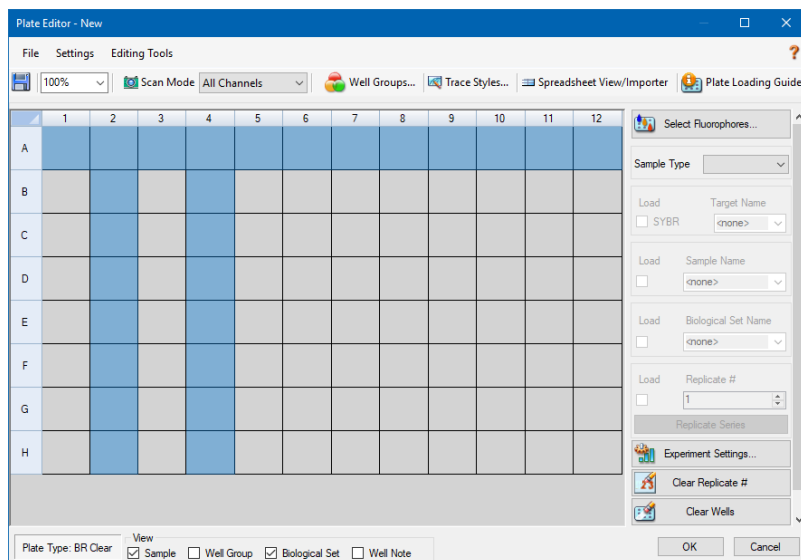 Plate Editor - New
File Settings Editing Tools ?
100% Scan Mode All Channels Well Groups... Trace Styles... Spreadsheet View/Importer Plate Loading Guide
1 2 3 4 5 6 7 8 9 10 11 12
A
B
C
D
E
F
G
H
Select Fluorophores...
Sample Type
Load Target Name
SYBR <none>
Load Sample Name
<none>
Load Biological Set Name
<none>
Load Replicate #
1
Replicate Series
Experiment Settings...
Clear Replicate #
Clear Wells
Plate Type: BR Clear
View
Sample Well Group Biological Set Well Note
OK Cancel